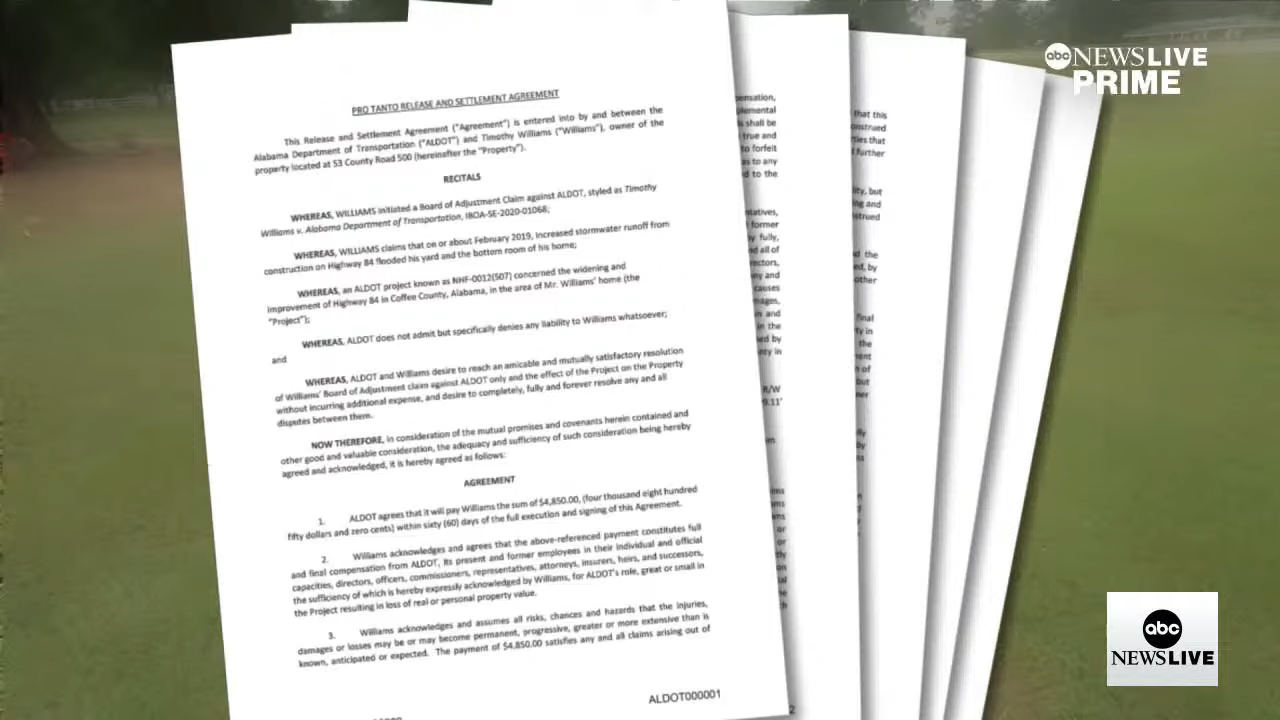 abc NEWS LIVE
PRIME
PRO TANTO RELEASE AND SETTLEMENT AGREEMENT
This Release and Settlement Agreement ("Agreement") is entered into by and between the
Alabama Department of Transportation ("ALDOT") and Timothy Williams ("Williams"), owner of the
property located at 53 County Road 500 (hereinafter the "Property").
RECITALS
WHEREAS, WILLIAMS initiated a Board of Adjustment Claim against ALDOT, styled as Timothy
Williams v. Alabama Department of Transportation, IBOA-SE-2020-01068;
WHEREAS, WILLIAMS claims that on or about February 2019, increased stormwater runoff from
construction on Highway 84 flooded his yard and the bottom room of his home;
WHEREAS, an ALDOT project known as NHF-0012(507) concerned the widening and
improvement of Highway 84 in Coffee County, Alabama, in the area of Mr. Williams' home (the
"Project");
WHEREAS, ALDOT does not admit but specifically denies any liability to Williams whatsoever;
and
WHEREAS, ALDOT and Williams desire to reach an amicable and mutually satisfactory resolution
of Williams' Board of Adjustment claim against ALDOT only and the effect of the Project on the Property
without incurring additional expense, and desire to completely, fully and forever resolve any and all
disputes between them.
NOW THEREFORE, in consideration of the mutual promises and covenants herein contained and
other good and valuable consideration, the adequacy and sufficiency of such consideration being hereby
agreed and acknowledged, it is hereby agreed as follows:
AGREEMENT
1. ALDOT agrees that it will pay Williams the sum of $4,850.00, (four thousand eight hundred
fifty dollars and zero cents) within sixty (60) days of the full execution and signing of this Agreement.
2. Williams acknowledges and agrees that the above-referenced payment constitutes full
and final compensation from ALDOT, its present and former employees in their individual and official
capacities, directors, officers, commissioners, representatives, attorneys, insurers, heirs, and successors,
the sufficiency of which is hereby expressly acknowledged by Williams, for ALDOT's role, great or small in
the Project resulting in loss of real or personal property value.
3. Williams acknowledges and assumes all risks, chances and hazards that the injuries,
damages or losses may be or may become permanent, progressive, greater or more extensive than is
known, anticipated or expected. The payment of $4,850.00 satisfies any and all claims arising out of
ALDOT000001
abc
NEWS LIVE